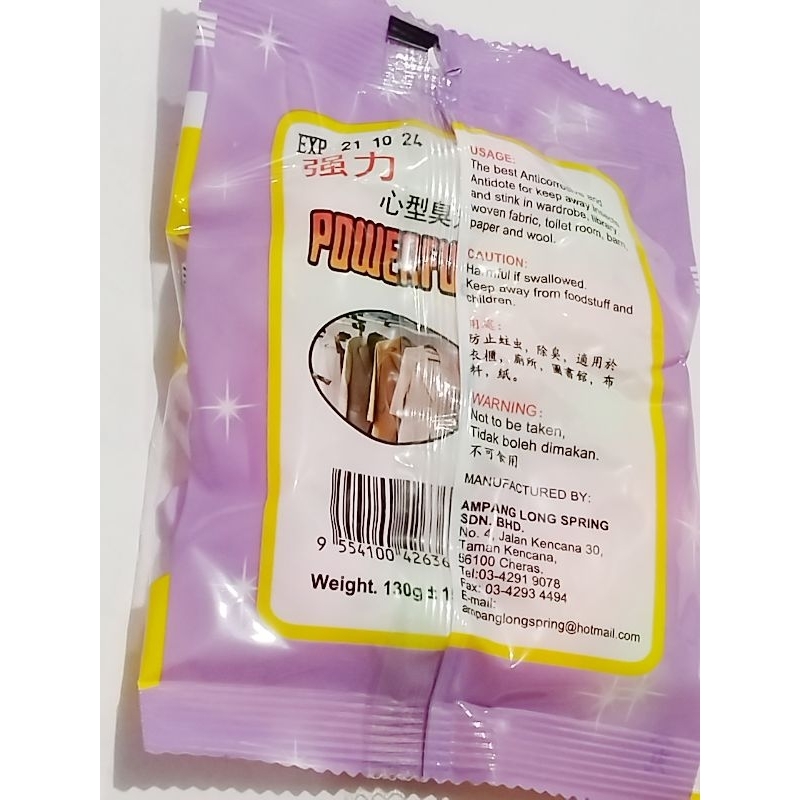 EXP 21 10 24
强力
心型臭
POWERFU
9 554100 42636
Weight. 130g ±
USAGE:
The best Anticorrosive and
Antidote for keep away insects
and stink in wardrobe, library,
woven fabric, toilet room, barn,
paper and wool.
CAUTION:
Harmful if swallowed.
Keep away from foodstuff and
children.
用處:
防止蛀虫，除臭，適用於
衣櫃，廁所，圖書館，布
料，紙。
WARNING:
Not to be taken,
Tidak boleh dimakan.
不可食用
MANUFACTURED BY:
AMPANG LONG SPRING
SDN. BHD.
No. 4, Jalan Kencana 30,
Taman Kencana,
56100 Cheras.
Tel:03-4291 9078
Fax: 03-4293 4494
E-mail:
ampanglongspring@hotmail.com